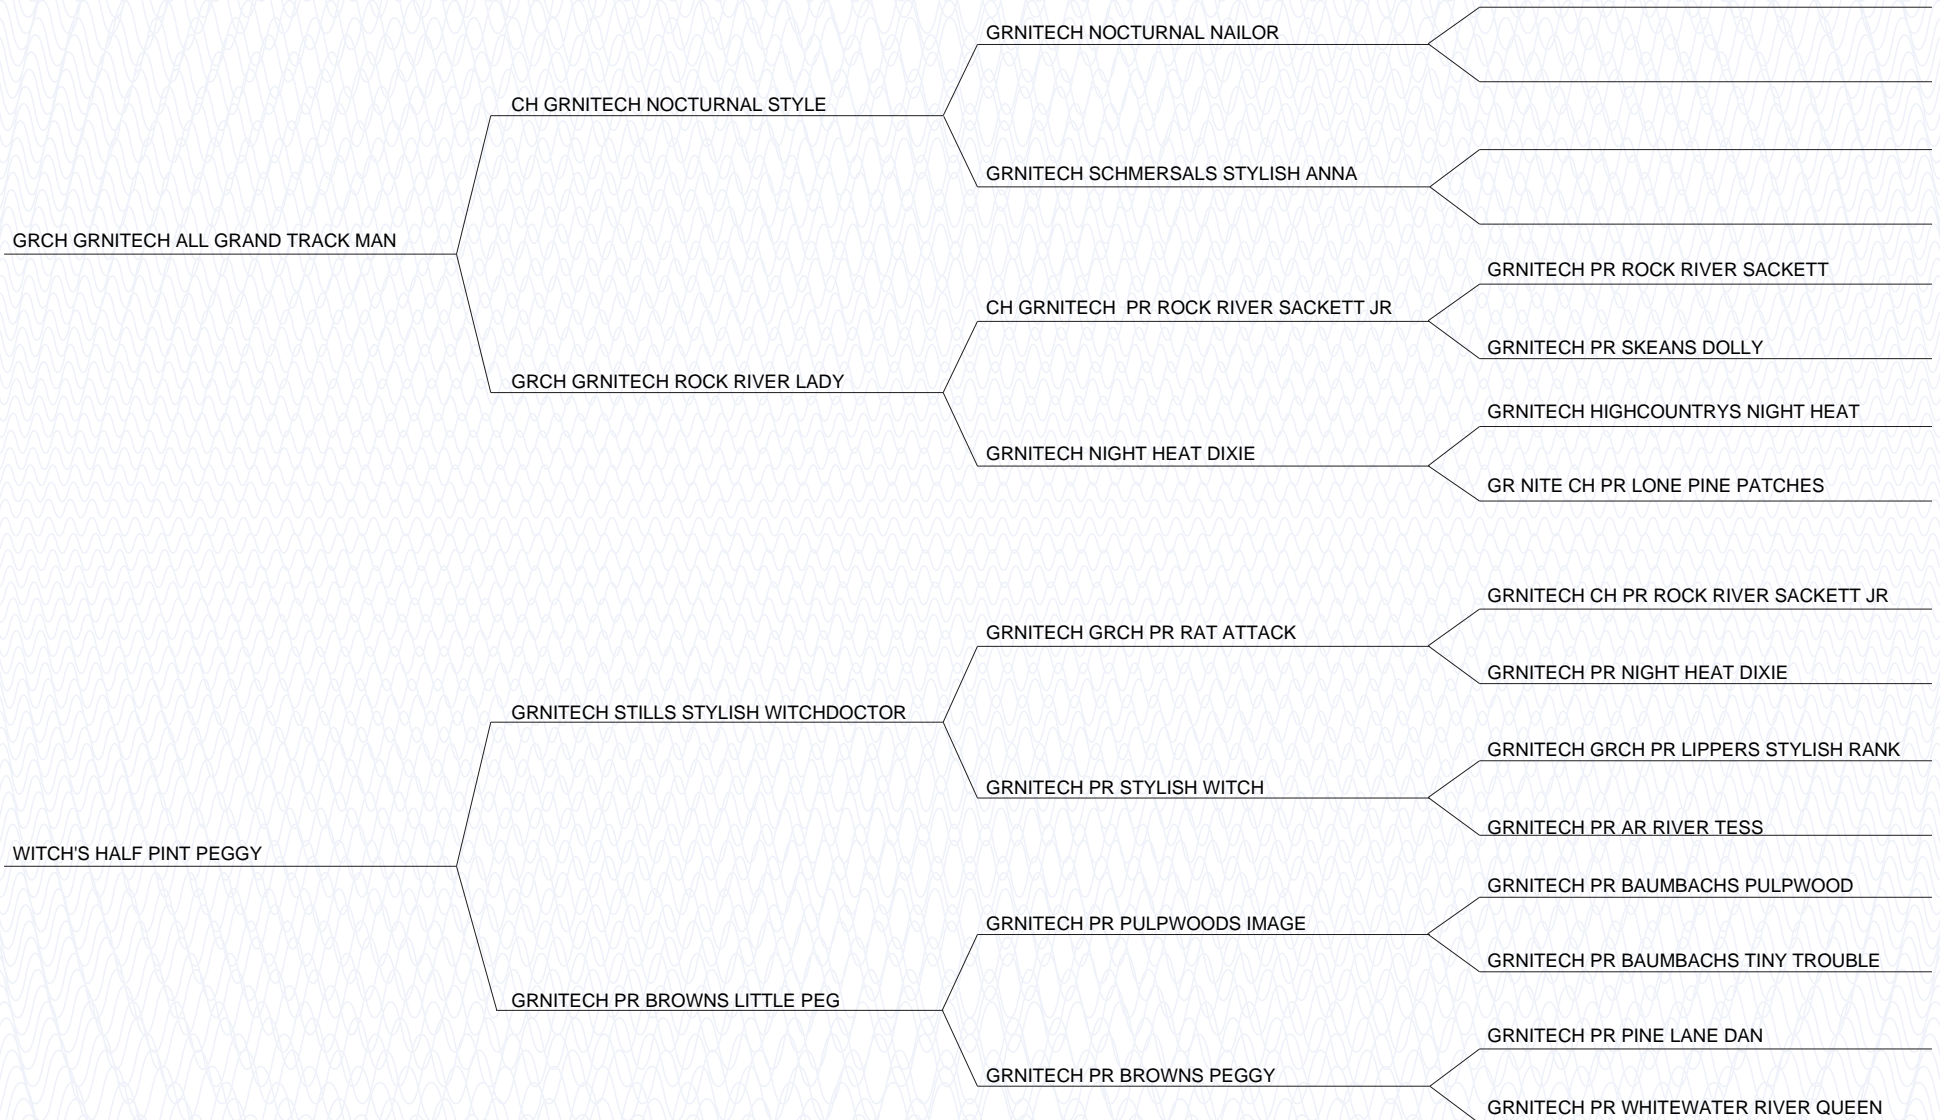 GRNITECH NOCTURNAL NAILOR
CH GRNITECH NOCTURNAL STYLE
GRNITECH SCHMERSALS STYLISH ANNA
GRCH GRNITECH ALL GRAND TRACK MAN
GRNITECH PR ROCK RIVER SACKETT
CH GRNITECH  PR ROCK RIVER SACKETT JR
GRNITECH PR SKEANS DOLLY
GRCH GRNITECH ROCK RIVER LADY
GRNITECH HIGHCOUNTRYS NIGHT HEAT
GRNITECH NIGHT HEAT DIXIE
GR NITE CH PR LONE PINE PATCHES
GRNITECH CH PR ROCK RIVER SACKETT JR
GRNITECH GRCH PR RAT ATTACK
GRNITECH PR NIGHT HEAT DIXIE
GRNITECH STILLS STYLISH WITCHDOCTOR
GRNITECH GRCH PR LIPPERS STYLISH RANK
GRNITECH PR STYLISH WITCH
GRNITECH PR AR RIVER TESS
WITCH'S HALF PINT PEGGY
GRNITECH PR BAUMBACHS PULPWOOD
GRNITECH PR PULPWOODS IMAGE
GRNITECH PR BAUMBACHS TINY TROUBLE
GRNITECH PR BROWNS LITTLE PEG
GRNITECH PR PINE LANE DAN
GRNITECH PR BROWNS PEGGY
GRNITECH PR WHITEWATER RIVER QUEEN